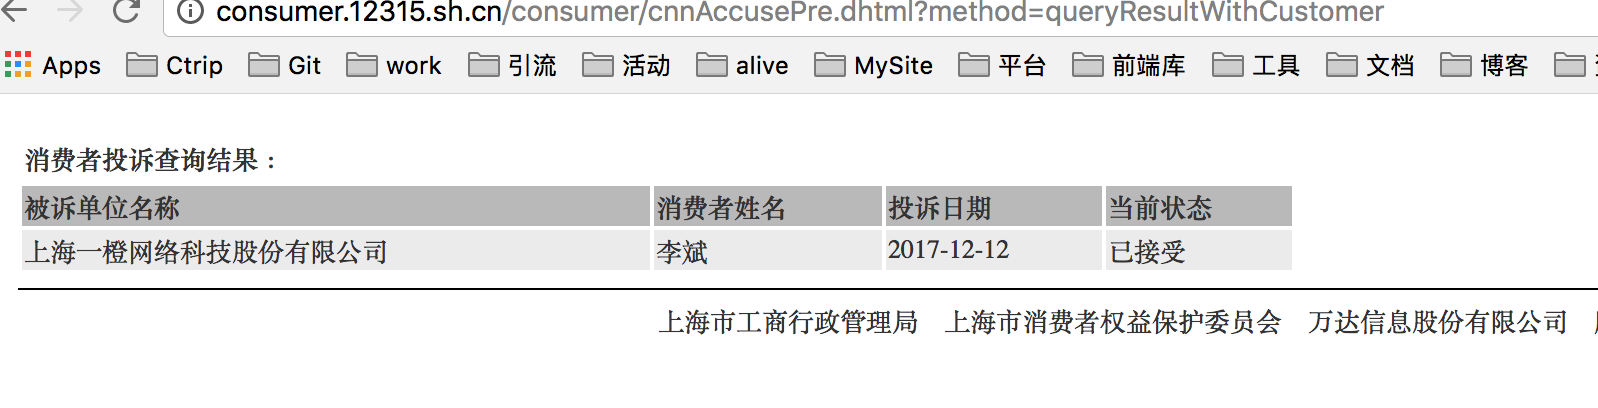 consumer.12315.sh.cn/consumer/cnnAccusePre.dhtml?method=queryResultWithCustomer
Apps Ctrip Git work 引流 活动 alive MySite 平台 前端库 工具 文档 博客
消费者投诉查询结果：
被诉单位名称 消费者姓名 投诉日期 当前状态
上海一橙网络科技股份有限公司 李斌 2017-12-12 已接受
上海市工商行政管理局 上海市消费者权益保护委员会 万达信息股份有限公司